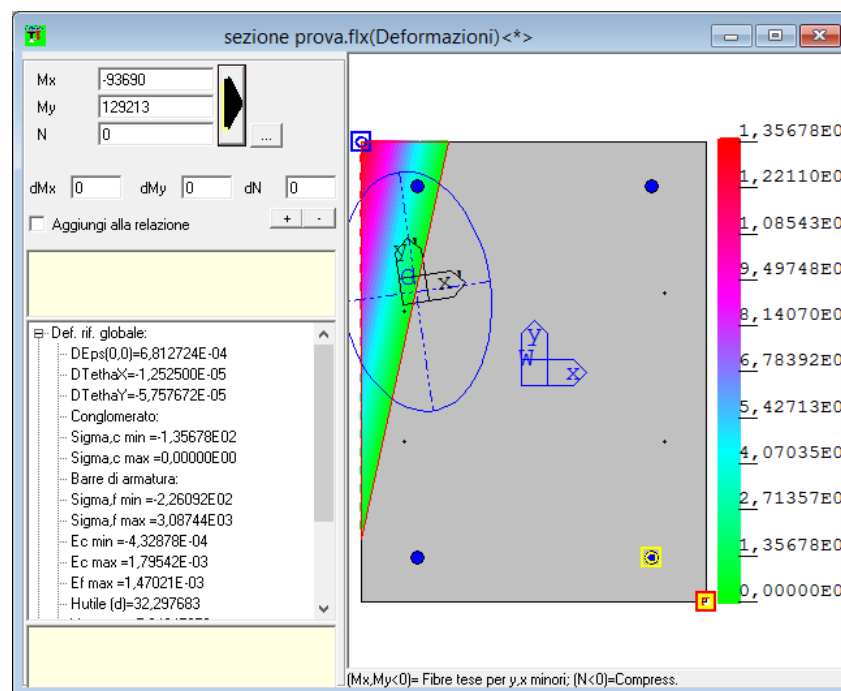 sezione prova.flx(Deformazioni)<*>
Mx -93690
My 129213
N 0
...
dMx 0 dMy 0 dN 0
Aggiungi alla relazione + -
Def. rif. globale:
DEps(0,0)=6,812724E-04
DTethaX=-1,252500E-05
DTethaY=-5,757672E-05
Conglomerato:
Sigma,c min =-1,35678E02
Sigma,c max =0,00000E00
Barre di armatura:
Sigma,f min =-2,26092E02
Sigma,f max =3,08744E03
Ec min =-4,32878E-04
Ec max =1,79542E-03
Ef max =1,47021E-03
Hutile (d)=32,297683
y'
d
x'
y
W
x
1,35678E0
1,22110E0
1,08543E0
9,49748E0
8,14070E0
6,78392E0
5,42713E0
4,07035E0
2,71357E0
1,35678E0
0,00000E0
(Mx,My<0)= Fibre tese per y,x minori; (N<0)=Compress.